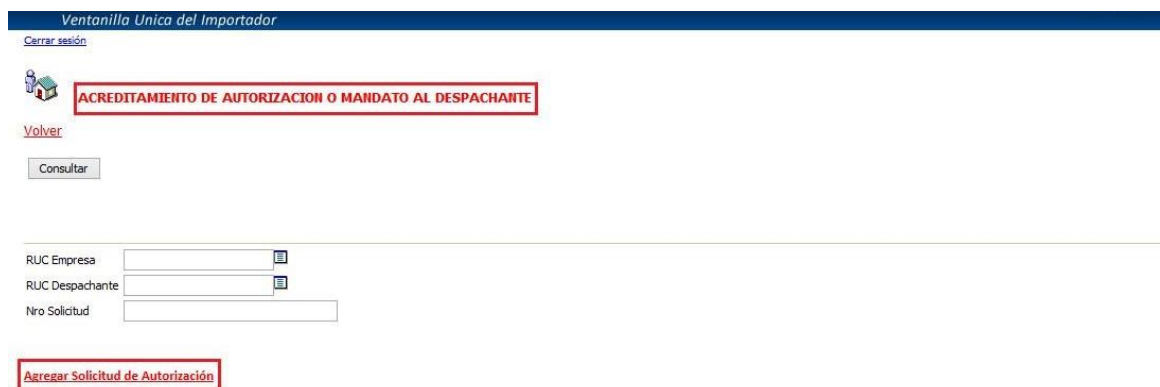 Ventanilla Unica del Importador
Cerrar sesión
ACREDITAMIENTO DE AUTORIZACION O MANDATO AL DESPACHANTE
Volver
Consultar
RUC Empresa
RUC Despachante
Nro Solicitud
Agregar Solicitud de Autorización